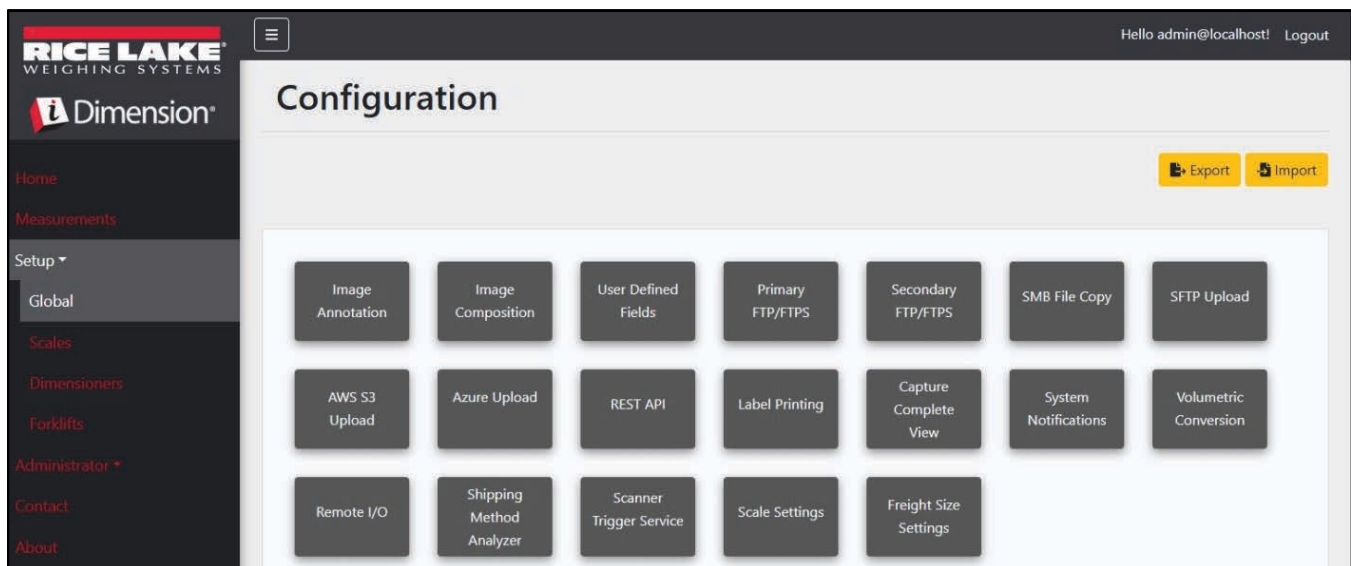 RICE LAKE®
WEIGHING SYSTEMS
i Dimension®
Hello admin@localhost! Logout
Configuration
Export Import
Home
Measurements
Setup
Global
Scales
Dimensioners
Forklifts
Administrator
Contact
About
Image
Annotation
Image
Composition
User Defined
Fields
Primary
FTP/FTPS
Secondary
FTP/FTPS
SMB File Copy
SFTP Upload
AWS S3
Upload
Azure Upload
REST API
Label Printing
Capture
Complete
View
System
Notifications
Volumetric
Conversion
Remote I/O
Shipping
Method
Analyzer
Scanner
Trigger Service
Scale Settings
Freight Size
Settings